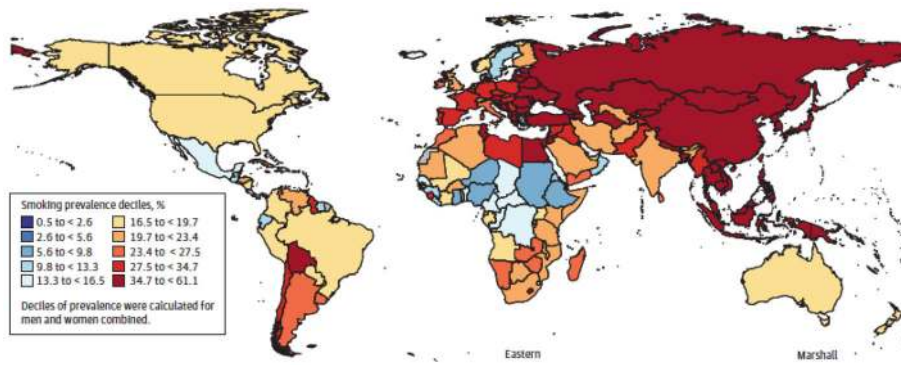 Smoking prevalence deciles, %
0.5 to < 2.6
16.5 to < 19.7
2.6 to < 5.6
19.7 to < 23.4
5.6 to < 9.8
23.4 to < 27.5
9.8 to < 13.3
27.5 to < 34.7
13.3 to < 16.5
34.7 to < 61.1
Deciles of prevalence were calculated for
men and women combined.
Eastern
Marshall